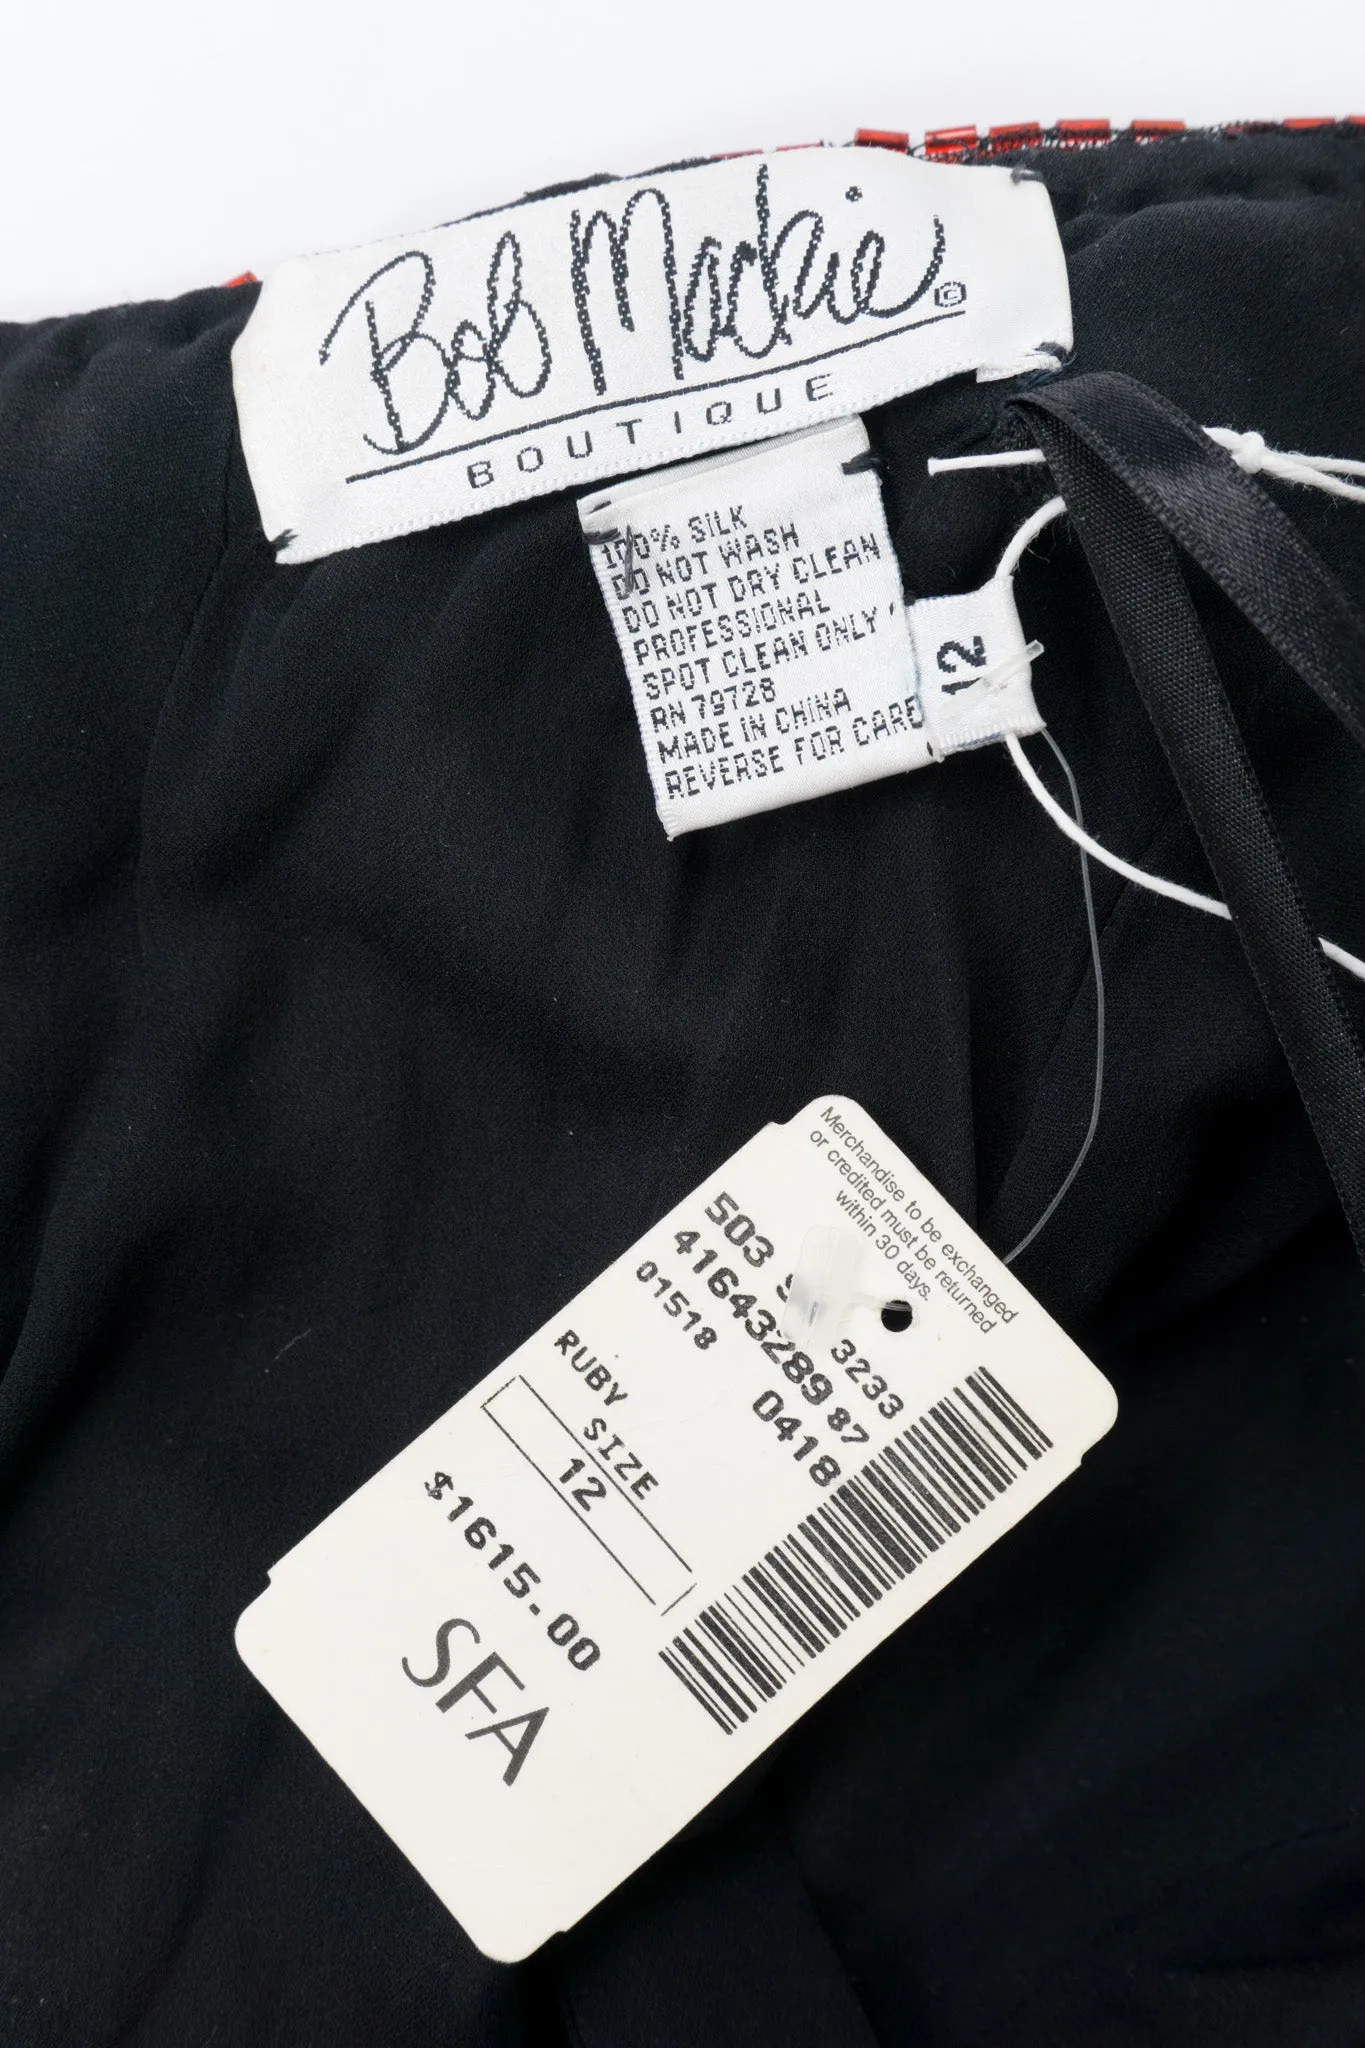 Bob Mackie ©
BOUTIQUE
100% SILK
DO NOT WASH
DO NOT DRY CLEAN
PROFESSIONAL
SPOT CLEAN ONLY
RN 79728
MADE IN CHINA
REVERSE FOR CARE
12
Merchandise to be exchanged
or credited must be returned
within 30 days.
503 3233
41643289 87
01518 0418
RUBY
SIZE
12
$1615.00
SFA